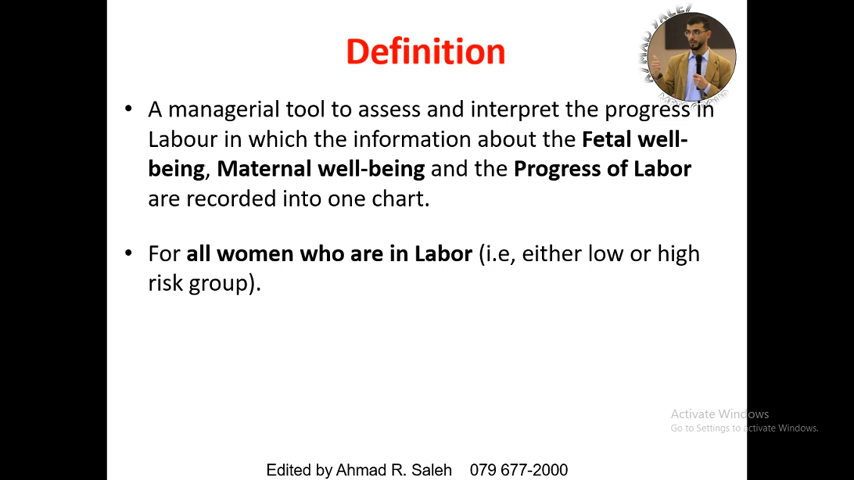 Definition
• A managerial tool to assess and interpret the progress in
Labour in which the information about the Fetal well-
being, Maternal well-being and the Progress of Labor
are recorded into one chart.
• For all women who are in Labor (i.e, either low or high
risk group).
Activate Windows
Go to Settings to activate Windows.
Edited by Ahmad R. Saleh 079 677-2000